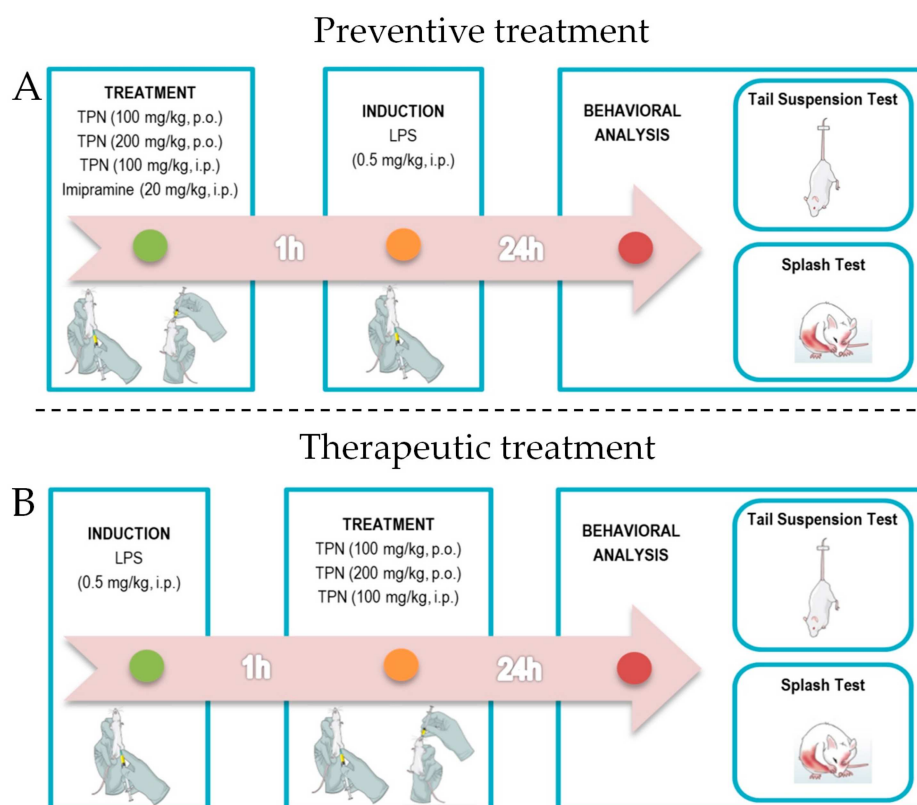 Preventive treatment
A
TREATMENT
TPN (100 mg/kg, p.o.)
TPN (200 mg/kg, p.o.)
TPN (100 mg/kg, i.p.)
Imipramine (20 mg/kg, i.p.)
INDUCTION
LPS
(0.5 mg/kg, i.p.)
BEHAVIORAL
ANALYSIS
Tail Suspension Test
1h
24h
Splash Test
Therapeutic treatment
B
INDUCTION
LPS
(0.5 mg/kg, i.p.)
TREATMENT
TPN (100 mg/kg, p.o.)
TPN (200 mg/kg, p.o.)
TPN (100 mg/kg, i.p.)
BEHAVIORAL
ANALYSIS
Tail Suspension Test
1h
24h
Splash Test